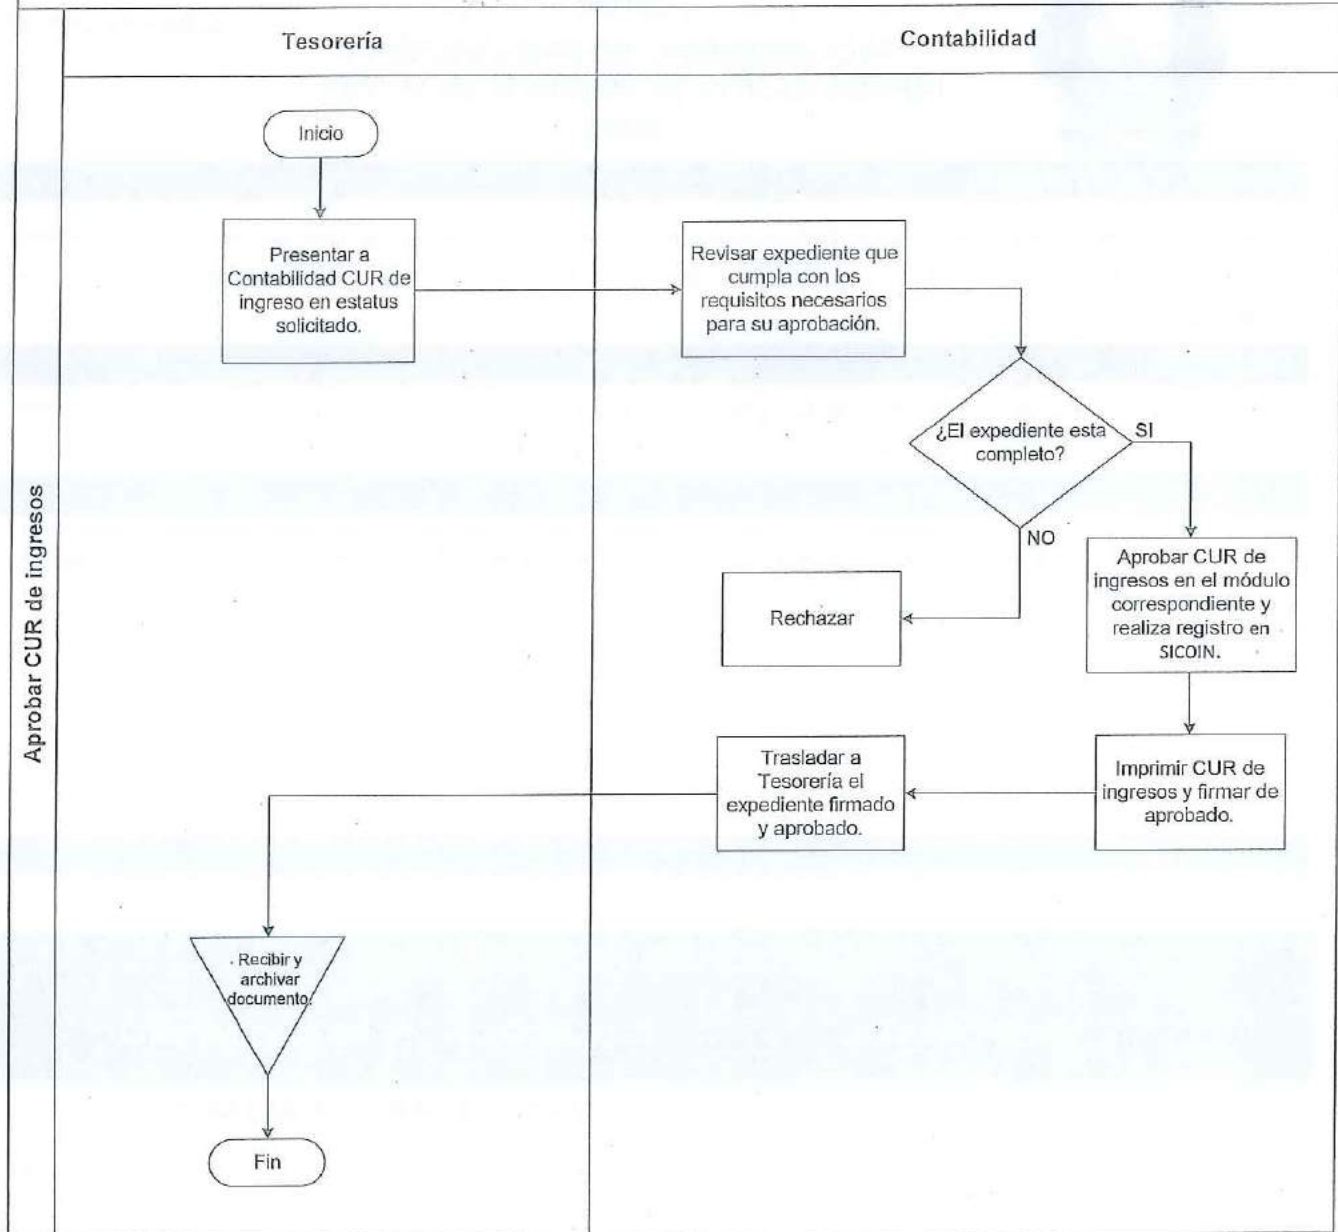 Tesorería
Contabilidad
Aprobar CUR de ingresos
Inicio
Presentar a
Contabilidad CUR de
ingreso en estatus
solicitado.
Revisar expediente que
cumpla con los
requisitos necesarios
para su aprobación.
¿El expediente esta
completo?
SI
NO
Rechazar
Aprobar CUR de
ingresos en el módulo
correspondiente y
realiza registro en
SICOIN.
Imprimir CUR de
ingresos y firmar de
aprobado.
Trasladar a
Tesorería el
expediente firmado
y aprobado.
Recibir y
archivar
documento.
Fin